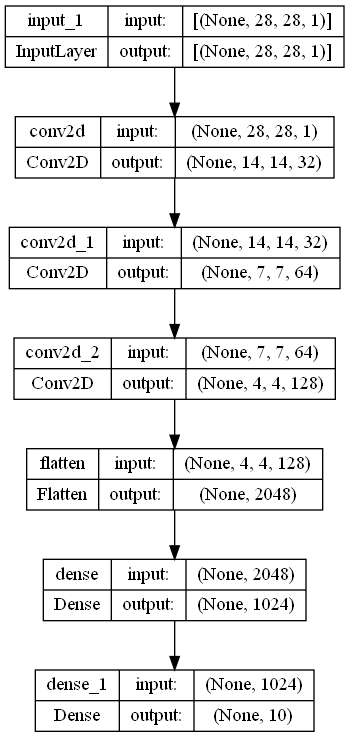 input_1 input: [(None, 28, 28, 1)]
InputLayer output: [(None, 28, 28, 1)]
conv2d input: (None, 28, 28, 1)
Conv2D output: (None, 14, 14, 32)
conv2d_1 input: (None, 14, 14, 32)
Conv2D output: (None, 7, 7, 64)
conv2d_2 input: (None, 7, 7, 64)
Conv2D output: (None, 4, 4, 128)
flatten input: (None, 4, 4, 128)
Flatten output: (None, 2048)
dense input: (None, 2048)
Dense output: (None, 1024)
dense_1 input: (None, 1024)
Dense output: (None, 10)